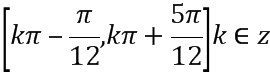 [kπ − π/12, kπ + 5π/12] k ∈ z